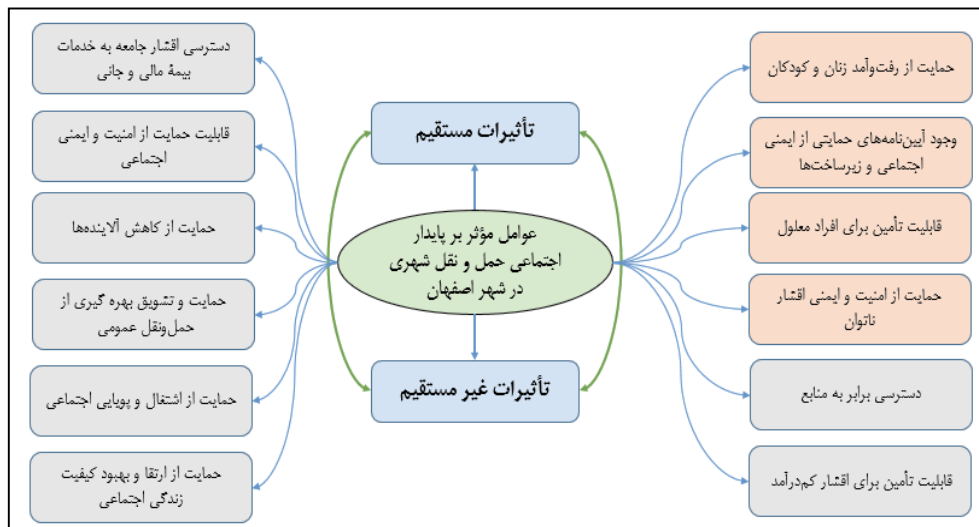 حمایت از رفت‌وآمد زنان و کودکان
وجود آیین‌نامه‌های حمایتی از ایمنی
اجتماعی و زیرساخت‌ها
قابلیت تأمین برای افراد معلول
حمایت از امنیت و ایمنی اقشار
ناتوان
دسترسی برابر به منابع
قابلیت تأمین برای اقشار کم‌درآمد
تأثیرات مستقیم
عوامل مؤثر بر پایدار
اجتماعی حمل و نقل شهری
در شهر اصفهان
تأثیرات غیر مستقیم
دسترسی اقشار جامعه به خدمات
بیمۀ مالی و جانی
قابلیت حمایت از امنیت و ایمنی
اجتماعی
حمایت از کاهش آلاینده‌ها
حمایت و تشویق بهره گیری از
حمل‌ونقل عمومی
حمایت از اشتغال و پویایی اجتماعی
حمایت از ارتقا و بهبود کیفیت
زندگی اجتماعی